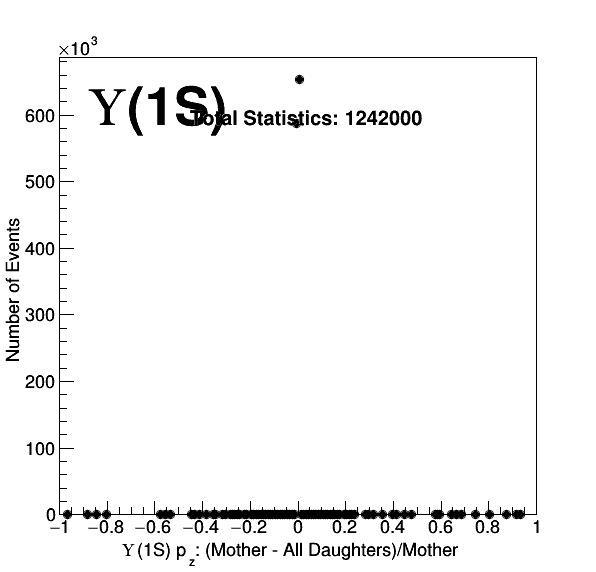 ×10³
ϒ(1S)
Total Statistics: 1242000
600
500
400
300
200
100
0
Number of Events
−1 −0.8 −0.6 −0.4 −0.2 0 0.2 0.4 0.6 0.8 1
ϒ(1S) p_z: (Mother - All Daughters)/Mother